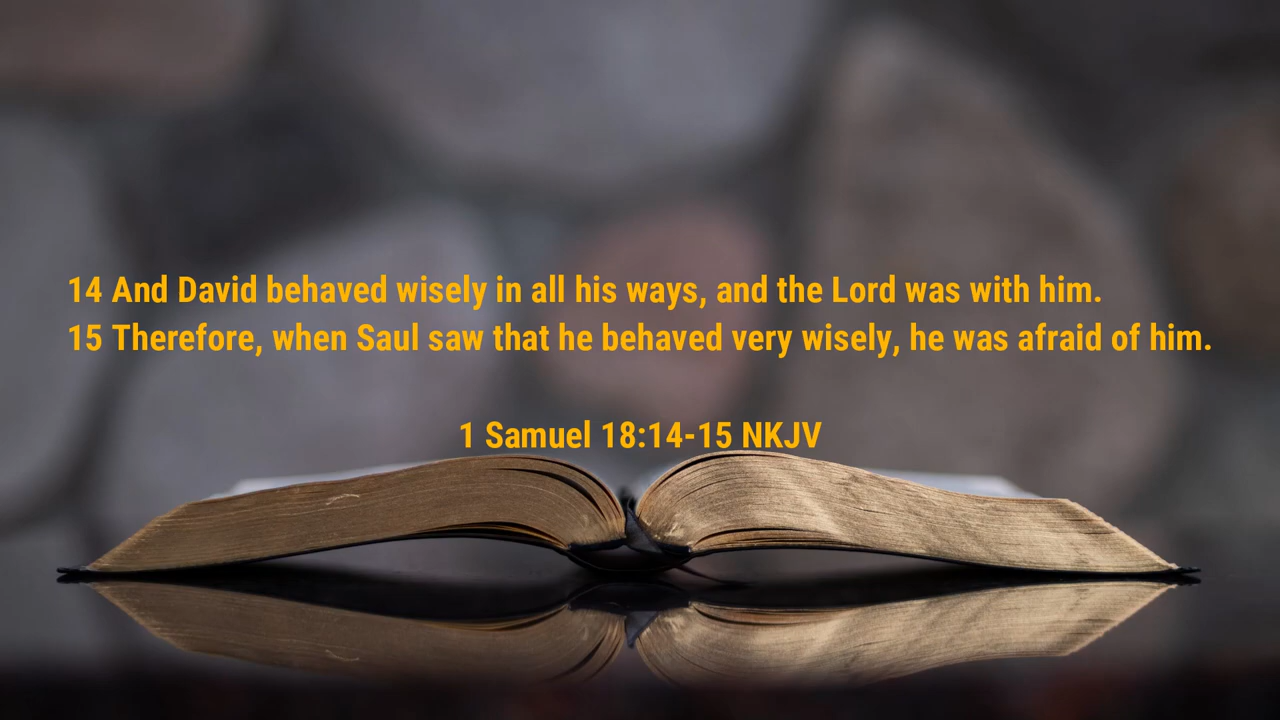 14 And David behaved wisely in all his ways, and the Lord was with him.
15 Therefore, when Saul saw that he behaved very wisely, he was afraid of him.
1 Samuel 18:14-15 NKJV